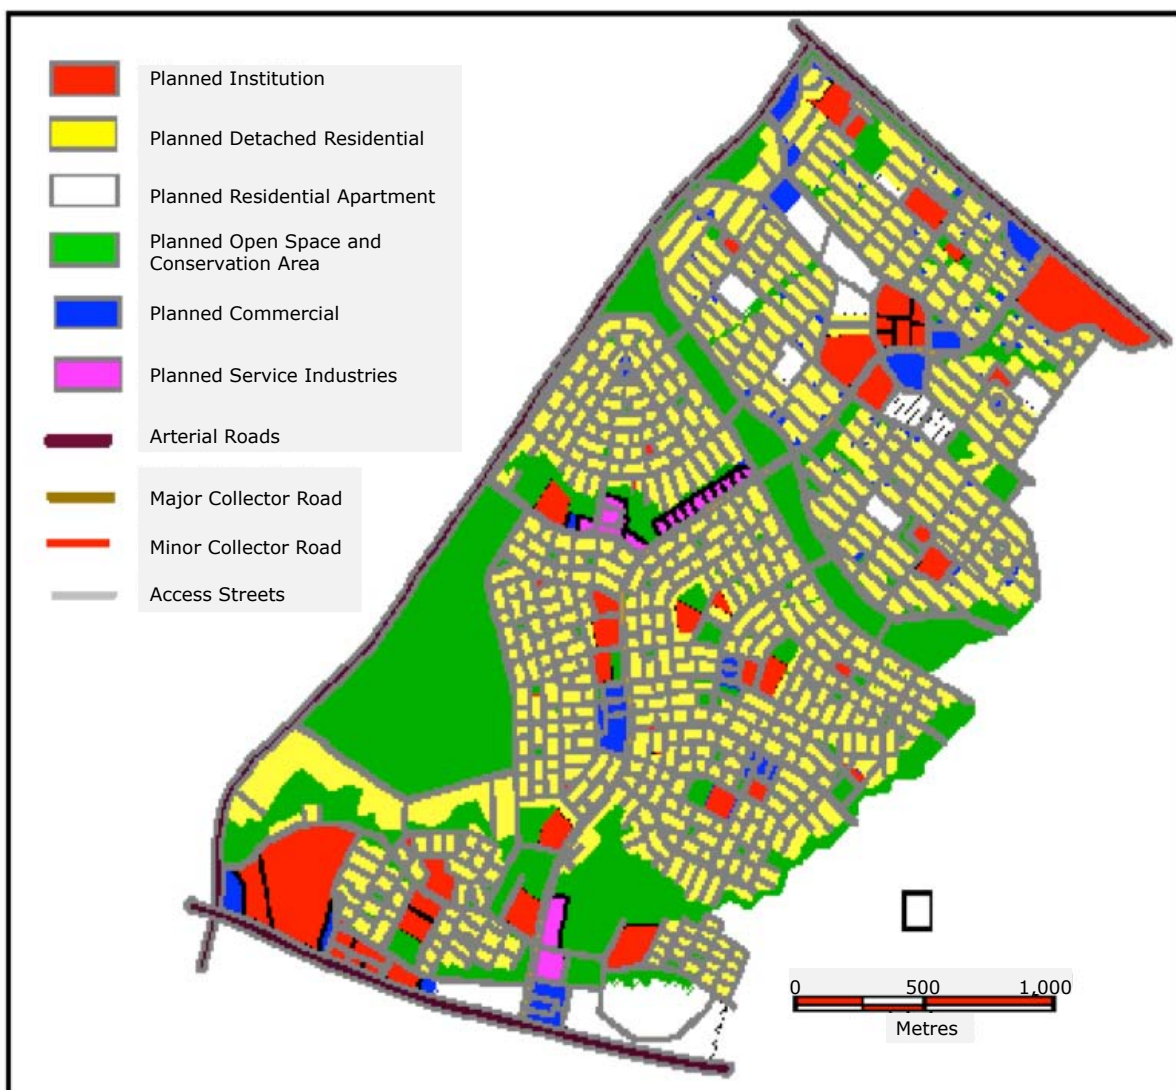 Planned Institution
Planned Detached Residential
Planned Residential Apartment
Planned Open Space and
Conservation Area
Planned Commercial
Planned Service Industries
Arterial Roads
Major Collector Road
Minor Collector Road
Access Streets
0 500 1,000
Metres